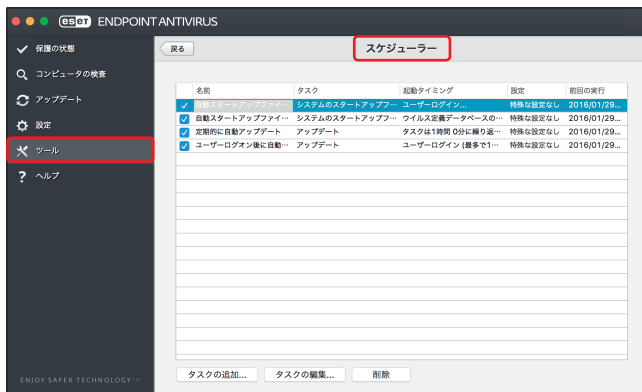 eset ENDPOINT ANTIVIRUS
保護の状態
コンピュータの検査
アップデート
設定
ツール
ヘルプ
ENJOY SAFER TECHNOLOGY™
戻る
スケジューラー
名前 タスク 起動タイミング 設定 前回の実行
自動スタートアップファイ… システムのスタートアップフ… ユーザーログイン... 特殊な設定なし 2016/01/29...
自動スタートアップファイ… システムのスタートアップフ… ウイルス定義データベースの… 特殊な設定なし 2016/01/29...
定期的に自動アップデート アップデート タスクは1時間 0分に繰り返… 特殊な設定なし 2016/01/29...
ユーザーログオン後に自動… アップデート ユーザーログイン (最多で1… 特殊な設定なし 2016/01/29...
タスクの追加... タスクの編集... 削除